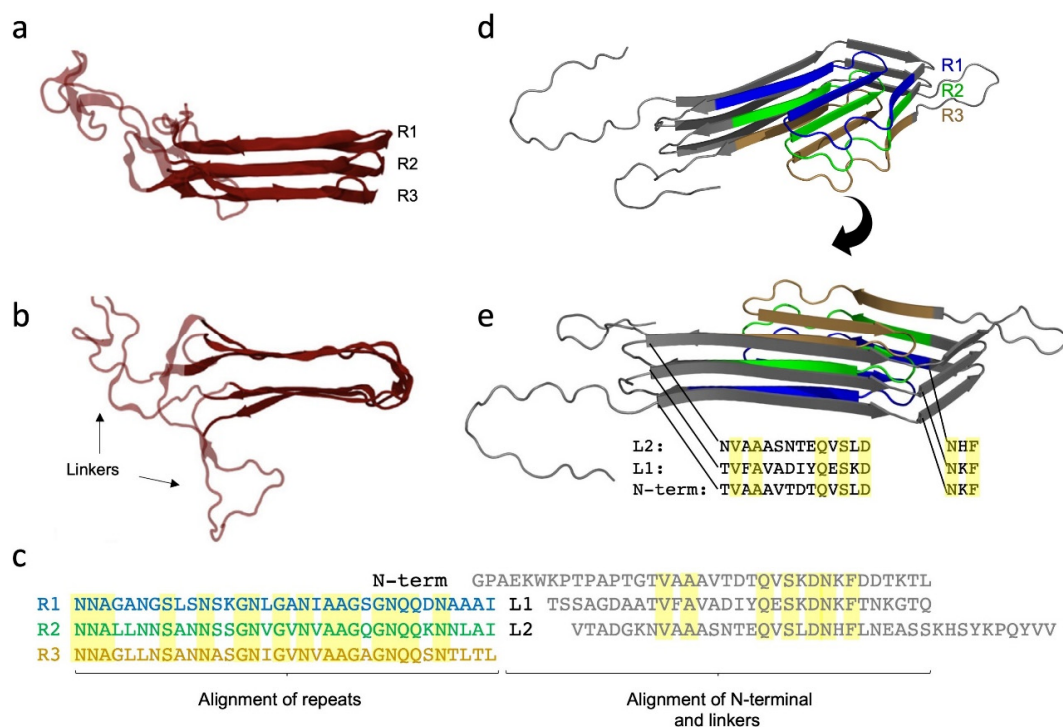 a
R1
R2
R3
b
Linkers
d
R1
R2
R3
e
L2: NVAAASNTEQVSLD NHF
L1: TVFAVADIYQESKD NKF
N-term: TVAAAVTDTQVSLD NKF
c
N-term GPAEKWKPTPAPTGTVAAAVTDTQVSKDNKFDDTKTL
R1 NNAGANGSLSNSKGNLGANIAAGSGNQQDNAAAI L1 TSSAGDAATVFAVADIYQESKDNKFTNKGTQ
R2 NNALLNNSANNSSGNVGVNVAAGQGNQQKNNLAI L2 VTADGKNVAAASNTEQVSLDNHFLNEASSKHSYKPQYVV
R3 NNAGLLNSANNASGNIGVNVAAGAGNQQSNTLTL
Alignment of repeats
Alignment of N-terminal
and linkers